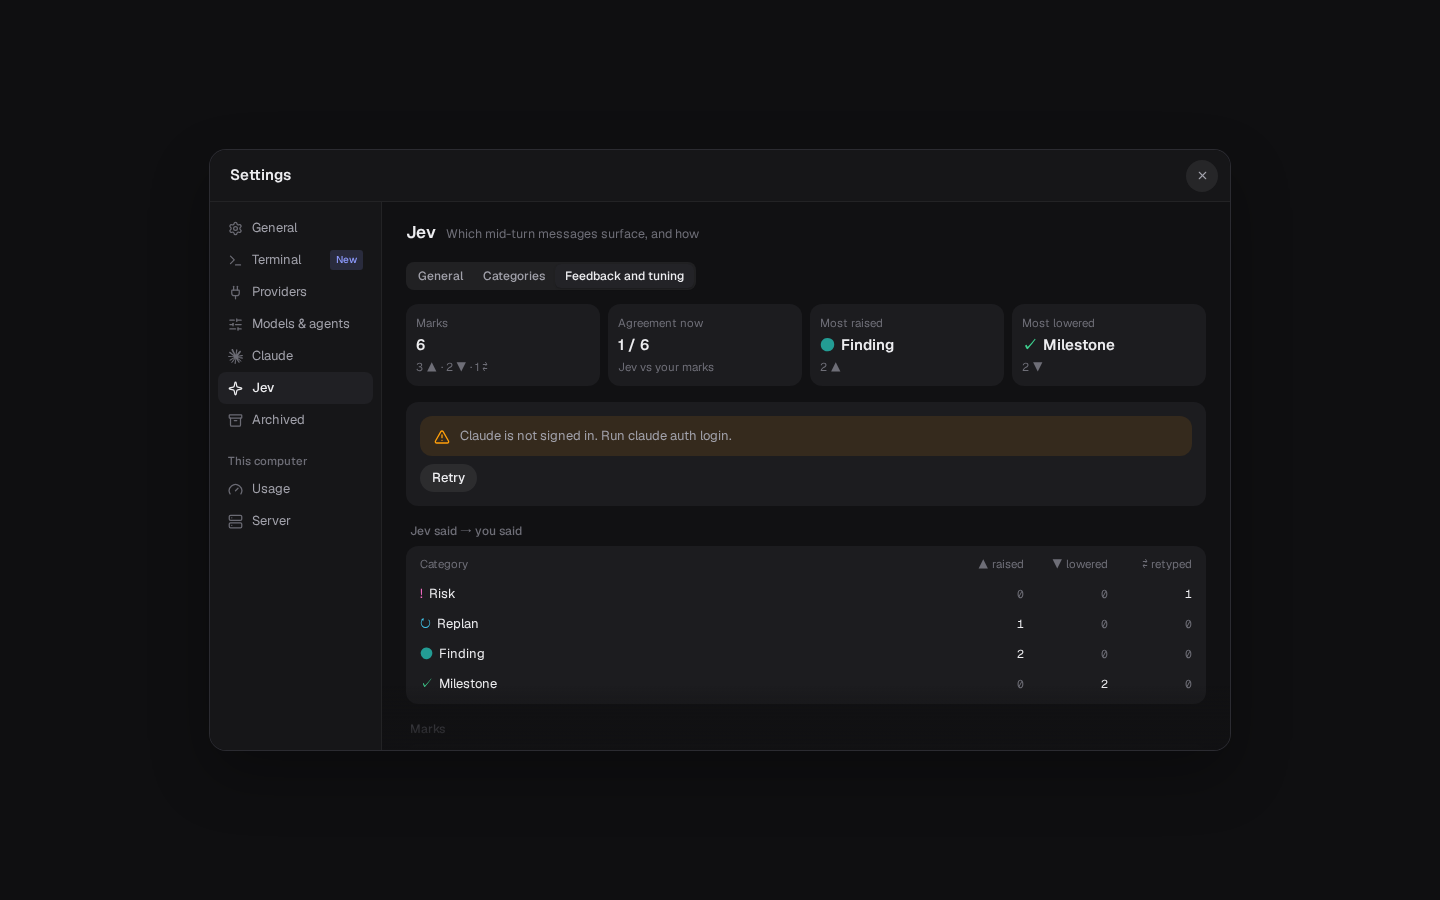 Settings
General
Terminal New
Providers
Models & agents
Claude
Jev
Archived
This computer
Usage
Server
Jev Which mid-turn messages surface, and how
General Categories Feedback and tuning
Marks
6
3 ▲ · 2 ▼ · 1 ⇄
Agreement now
1 / 6
Jev vs your marks
Most raised
Finding
2 ▲
Most lowered
✓ Milestone
2 ▼
Claude is not signed in. Run claude auth login.
Retry
Jev said → you said
Category ▲ raised ▼ lowered ⇄ retyped
! Risk 0 0 1
↻ Replan 1 0 0
● Finding 2 0 0
✓ Milestone 0 2 0
Marks